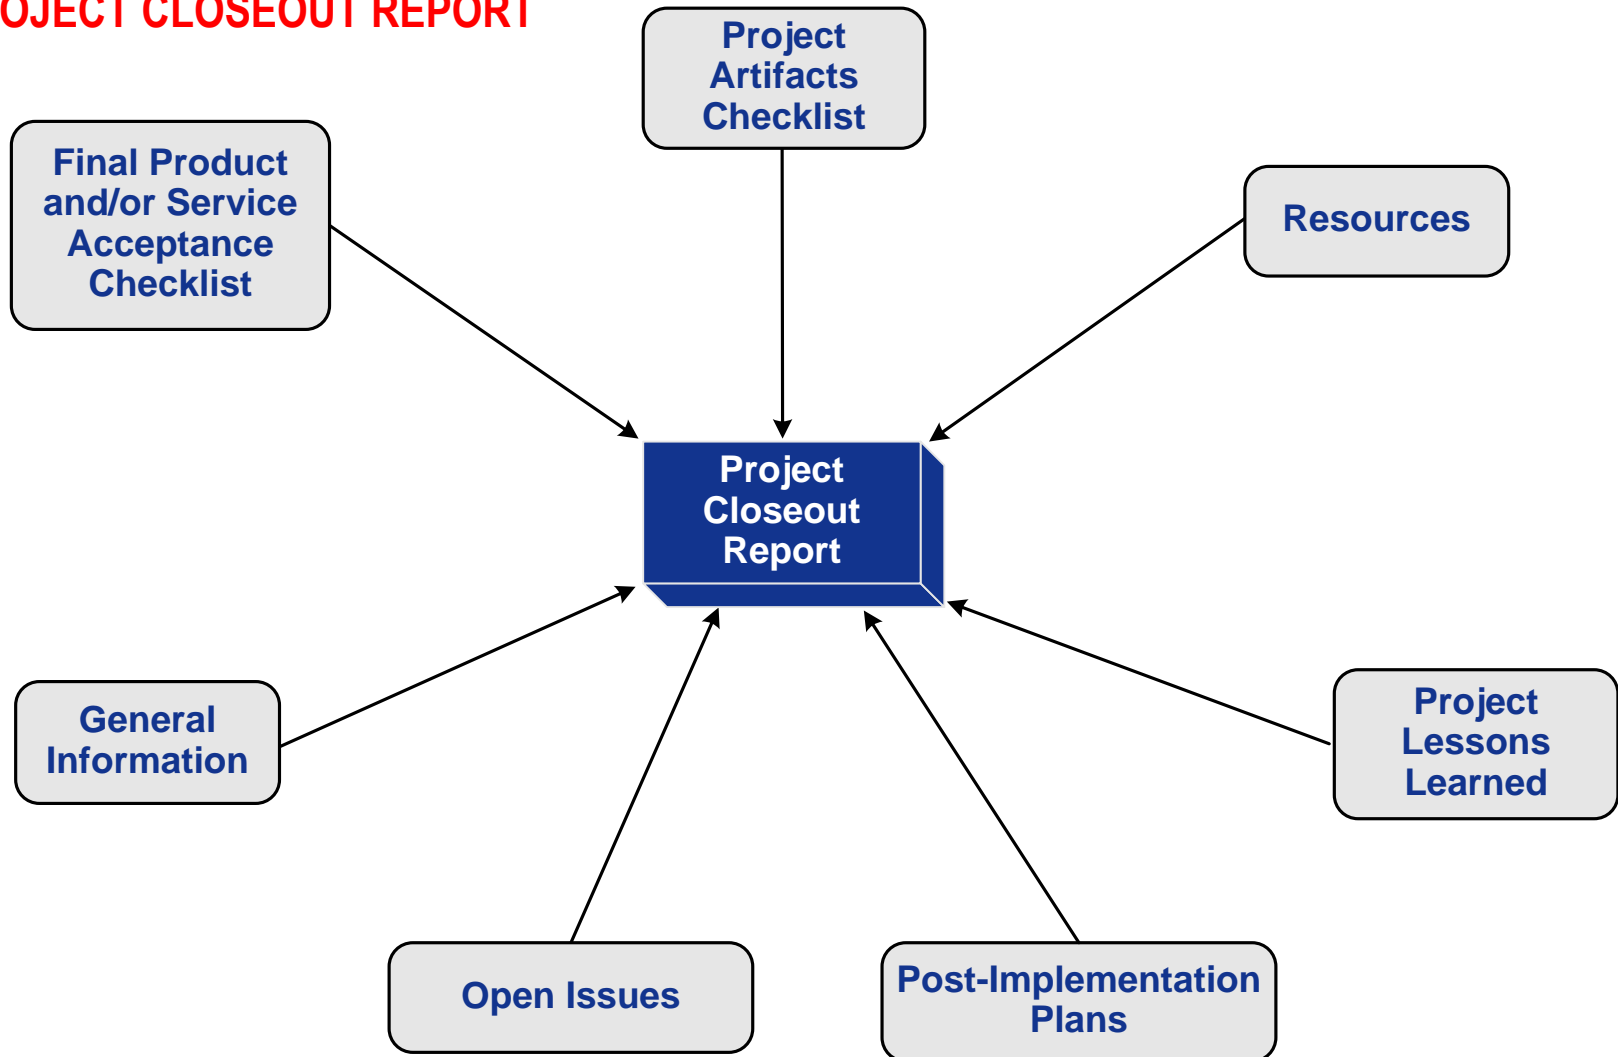 OJECT CLOSEOUT REPORT
Project
Artifacts
Checklist
Final Product
and/or Service
Acceptance
Checklist
Resources
Project
Closeout
Report
General
Information
Project
Lessons
Learned
Open Issues
Post-Implementation
Plans